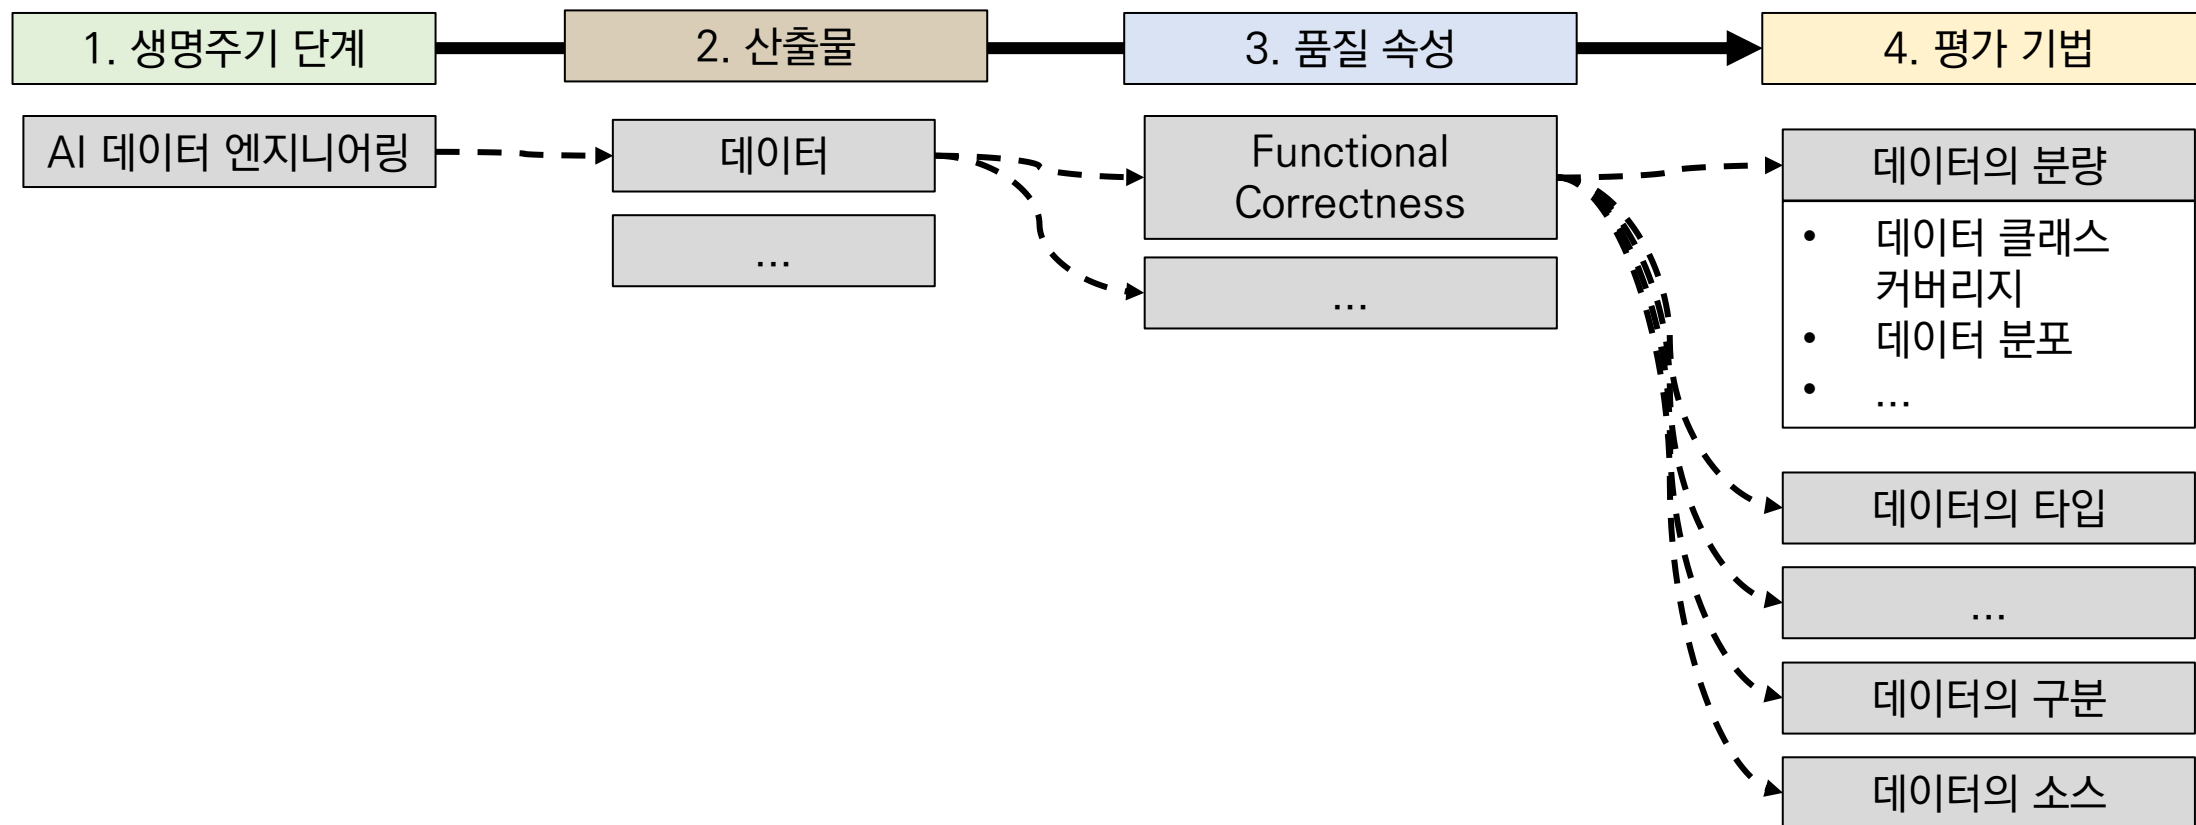 1. 생명주기 단계
2. 산출물
3. 품질 속성
4. 평가 기법
AI 데이터 엔지니어링
데이터
...
Functional
Correctness
...
데이터의 분량
• 데이터 클래스
커버리지
• 데이터 분포
• ...
데이터의 타입
...
데이터의 구분
데이터의 소스